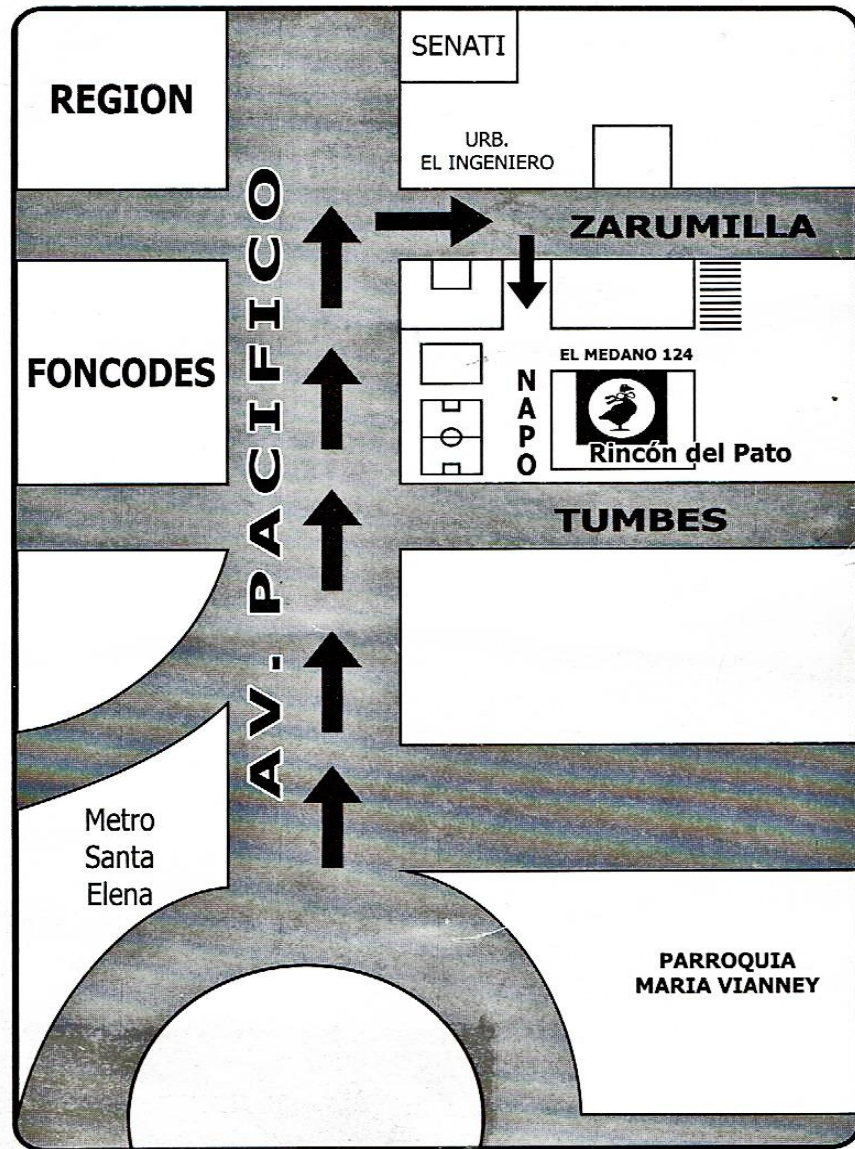 SENATI
REGION
URB.
EL INGENIERO
ZARUMILLA
AV. PACIFICO
FONCODES
EL MEDANO 124
NAPO
Rincón del Pato
TUMBES
Metro
Santa
Elena
PARROQUIA
MARIA VIANNEY